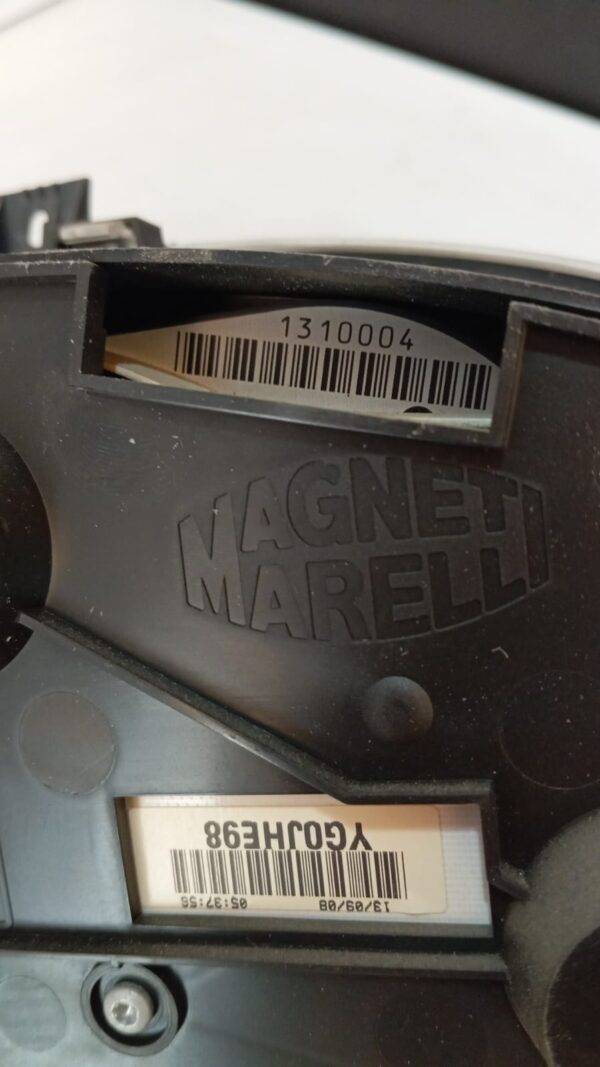 1310004
MAGNETI
MARELLI
YG0JHE98
13/09/08 05:37:56